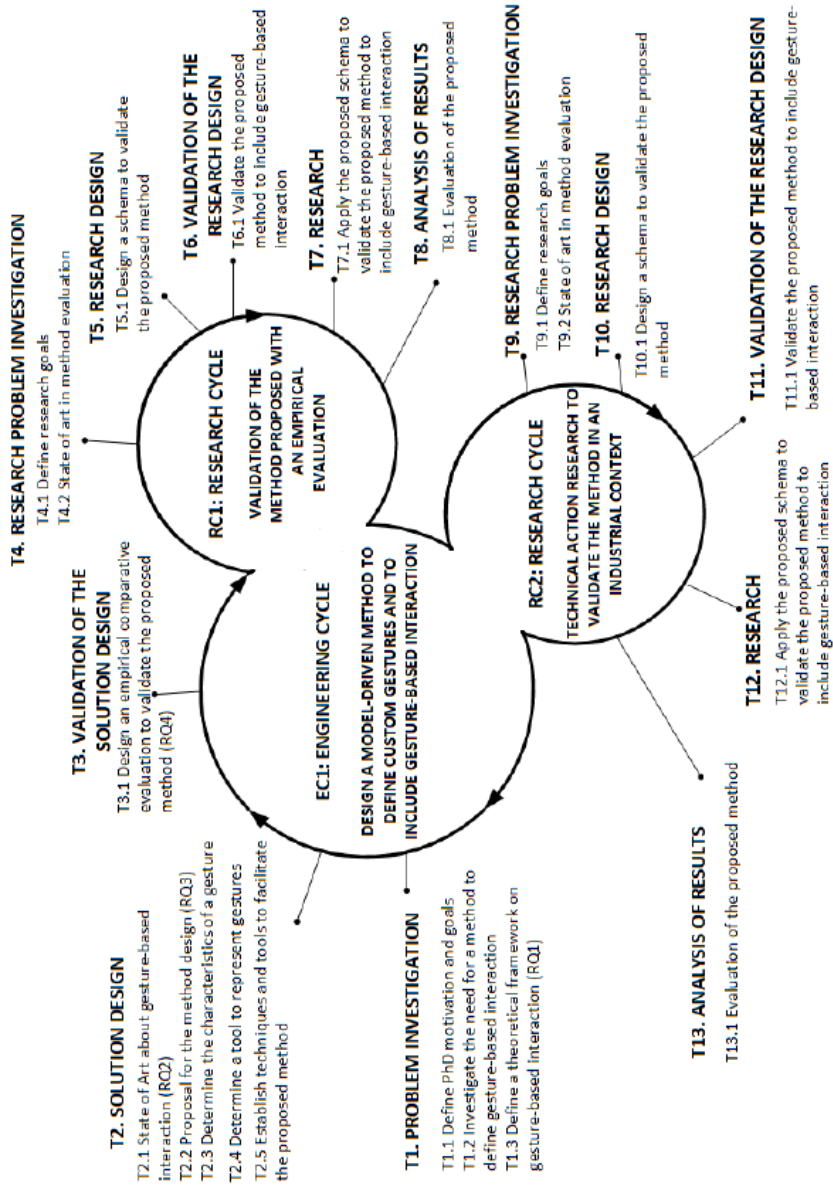 T1. PROBLEM INVESTIGATION
T1.1 Define PhD motivation and goals
T1.2 Investigate the need for a method to
define gesture-based interaction
T1.3 Define a theoretical framework on
gesture-based interaction (RQ1)
T2. SOLUTION DESIGN
T2.1 State of Art about gesture-based
interaction (RQ2)
T2.2 Proposal for the method design (RQ3)
T2.3 Determine the characteristics of a gesture
T2.4 Determine a tool to represent gestures
T2.5 Establish techniques and tools to facilitate
the proposed method
T3. VALIDATION OF THE
SOLUTION DESIGN
T3.1 Design an empirical comparative
evaluation to validate the proposed
method (RQ4)
EC1: ENGINEERING CYCLE
DESIGN A MODEL-DRIVEN METHOD TO
DEFINE CUSTOM GESTURES AND TO
INCLUDE GESTURE-BASED INTERACTION
T4. RESEARCH PROBLEM INVESTIGATION
T4.1 Define research goals
T4.2 State of art in method evaluation
T5. RESEARCH DESIGN
T5.1 Design a schema to validate
the proposed method
T6. VALIDATION OF THE
RESEARCH DESIGN
T6.1 Validate the proposed
method to include gesture-based
interaction
T7. RESEARCH
T7.1 Apply the proposed schema to
validate the proposed method to
include gesture-based interaction
T8. ANALYSIS OF RESULTS
T8.1 Evaluation of the proposed
method
RC1: RESEARCH CYCLE
VALIDATION OF THE
METHOD PROPOSED WITH
AN EMPIRICAL
EVALUATION
T9. RESEARCH PROBLEM INVESTIGATION
T9.1 Define research goals
T9.2 State of art in method evaluation
T10. RESEARCH DESIGN
T10.1 Design a schema to validate the proposed
method
T11. VALIDATION OF THE RESEARCH DESIGN
T11.1 Validate the proposed method to include gesture-
based interaction
RC2: RESEARCH CYCLE
TECHNICAL ACTION RESEARCH TO
VALIDATE THE METHOD IN AN
INDUSTRIAL CONTEXT
T12. RESEARCH
T12.1 Apply the proposed schema to
validate the proposed method to
include gesture-based interaction
T13. ANALYSIS OF RESULTS
T13.1 Evaluation of the proposed method